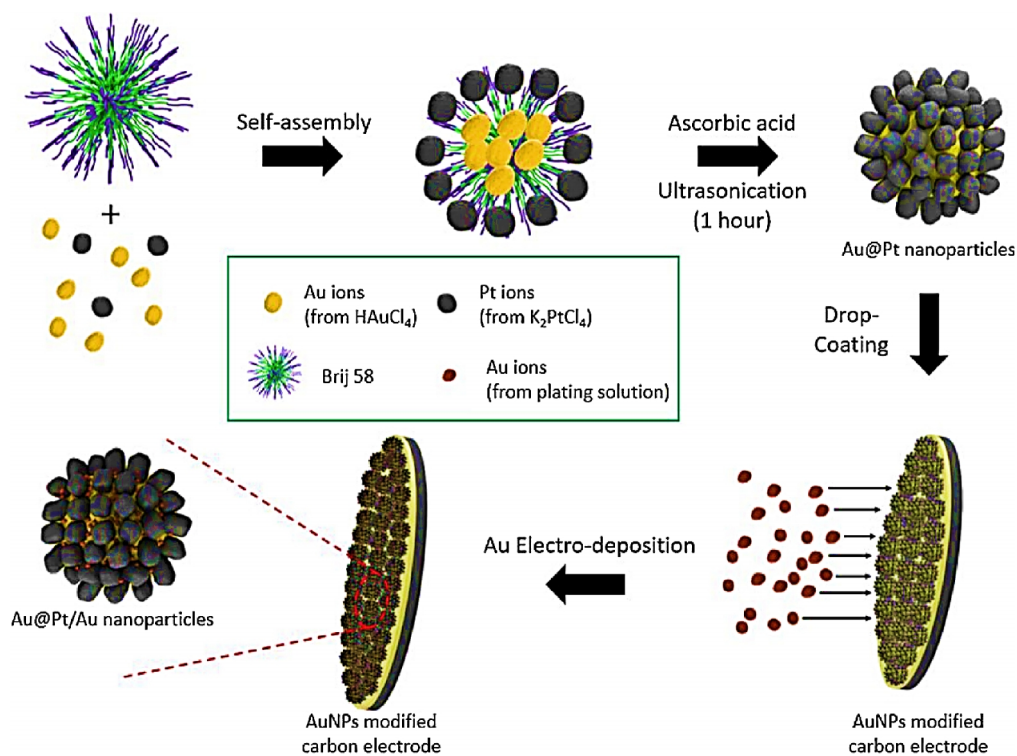 Self-assembly
Ascorbic acid
Ultrasonication
(1 hour)
+
Au@Pt nanoparticles
Au ions
(from HAuCl₄)
Pt ions
(from K₂PtCl₄)
Brij 58
Au ions
(from plating solution)
Drop-
Coating
Au Electro-deposition
Au@Pt/Au nanoparticles
AuNPs modified
carbon electrode
AuNPs modified
carbon electrode